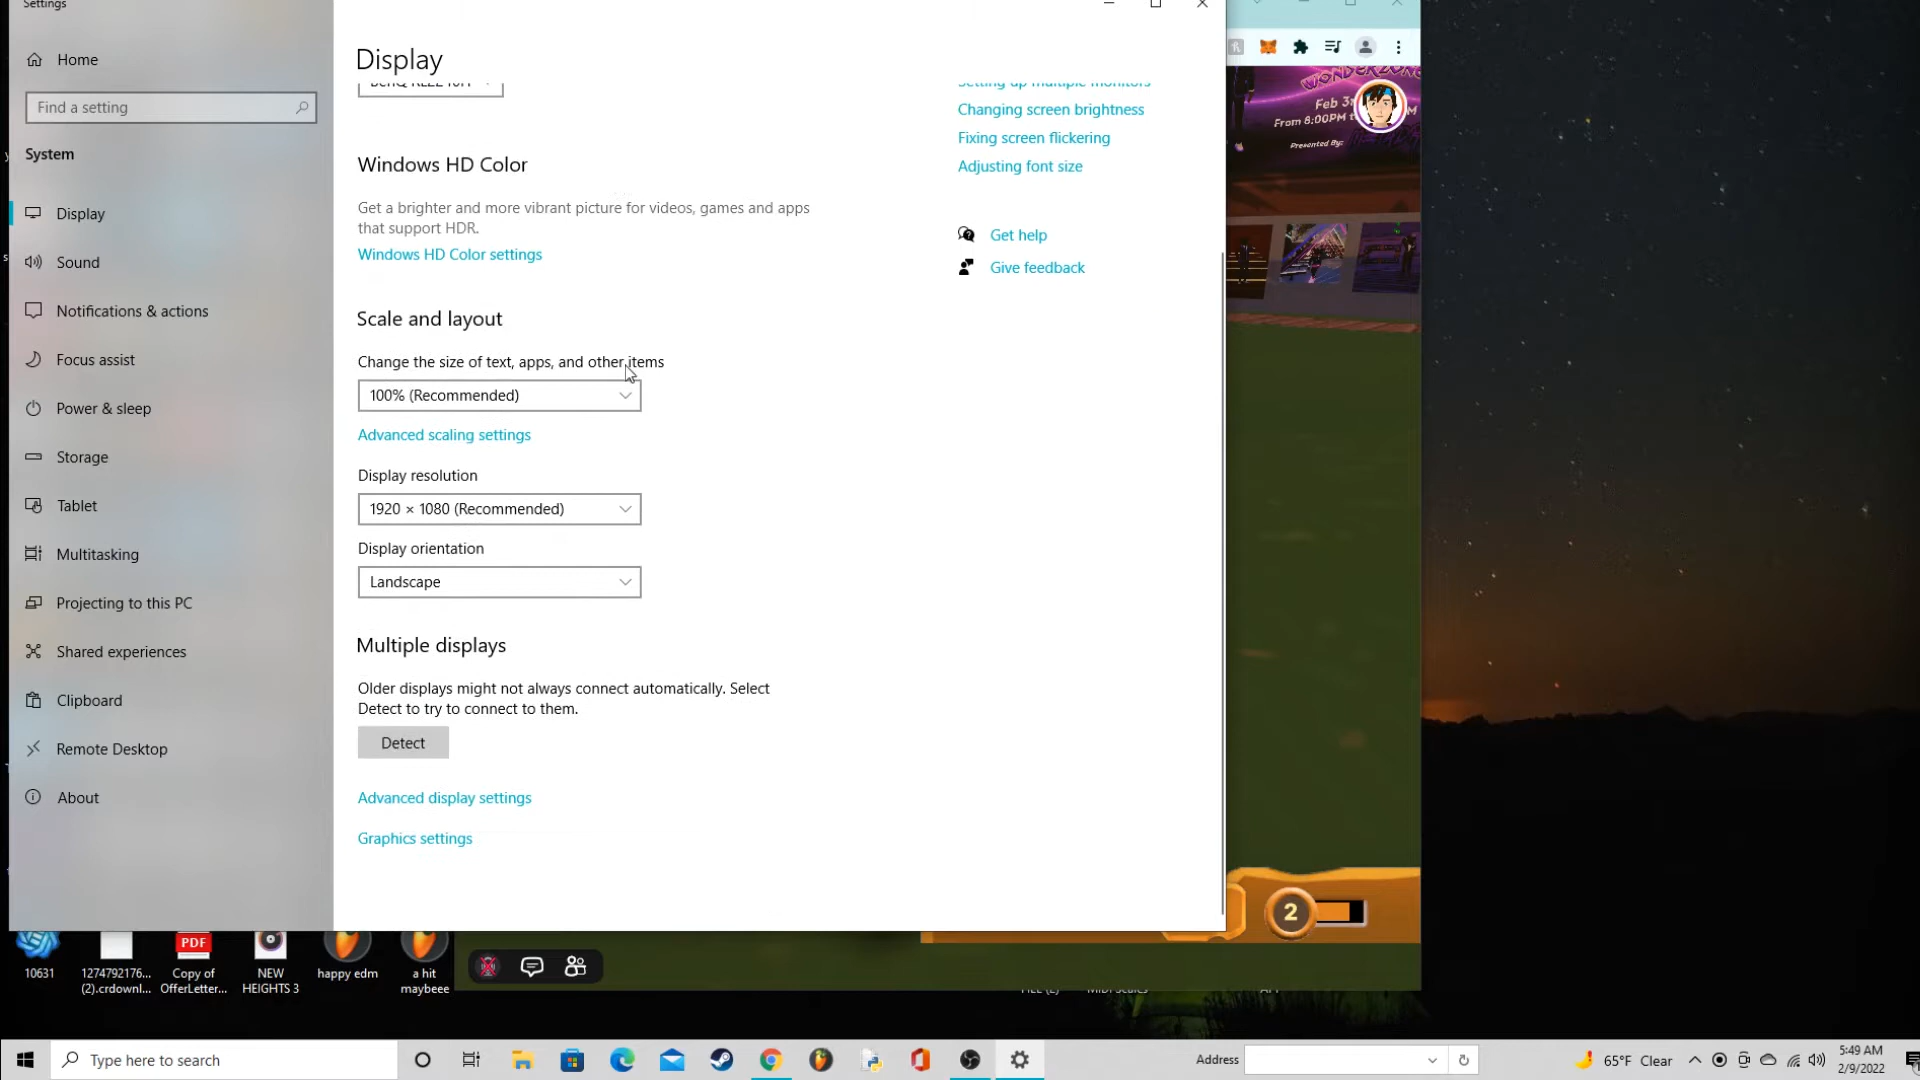 Settings
Home
Find a setting
System
Display
Sound
Notifications & actions
Focus assist
Power & sleep
Storage
Tablet
Multitasking
Projecting to this PC
Shared experiences
Clipboard
Remote Desktop
About
Display
Windows HD Color
Get a brighter and more vibrant picture for videos, games and apps
that support HDR.
Windows HD Color settings
Scale and layout
Change the size of text, apps, and other items
100% (Recommended)
Advanced scaling settings
Display resolution
1920 × 1080 (Recommended)
Display orientation
Landscape
Multiple displays
Older displays might not always connect automatically. Select
Detect to try to connect to them.
Detect
Advanced display settings
Graphics settings
Setting up multiple monitors
Changing screen brightness
Fixing screen flickering
Adjusting font size
Get help
Give feedback
Feb 3r
From 8:00PM t
M
Presented By:
2
10631
1274792176...
(2).crdownl...
PDF
Copy of
OfferLetter...
NEW
HEIGHTS 3
happy edm
a hit
maybeee
Type here to search
Address
65°F Clear
5:49 AM
2/9/2022